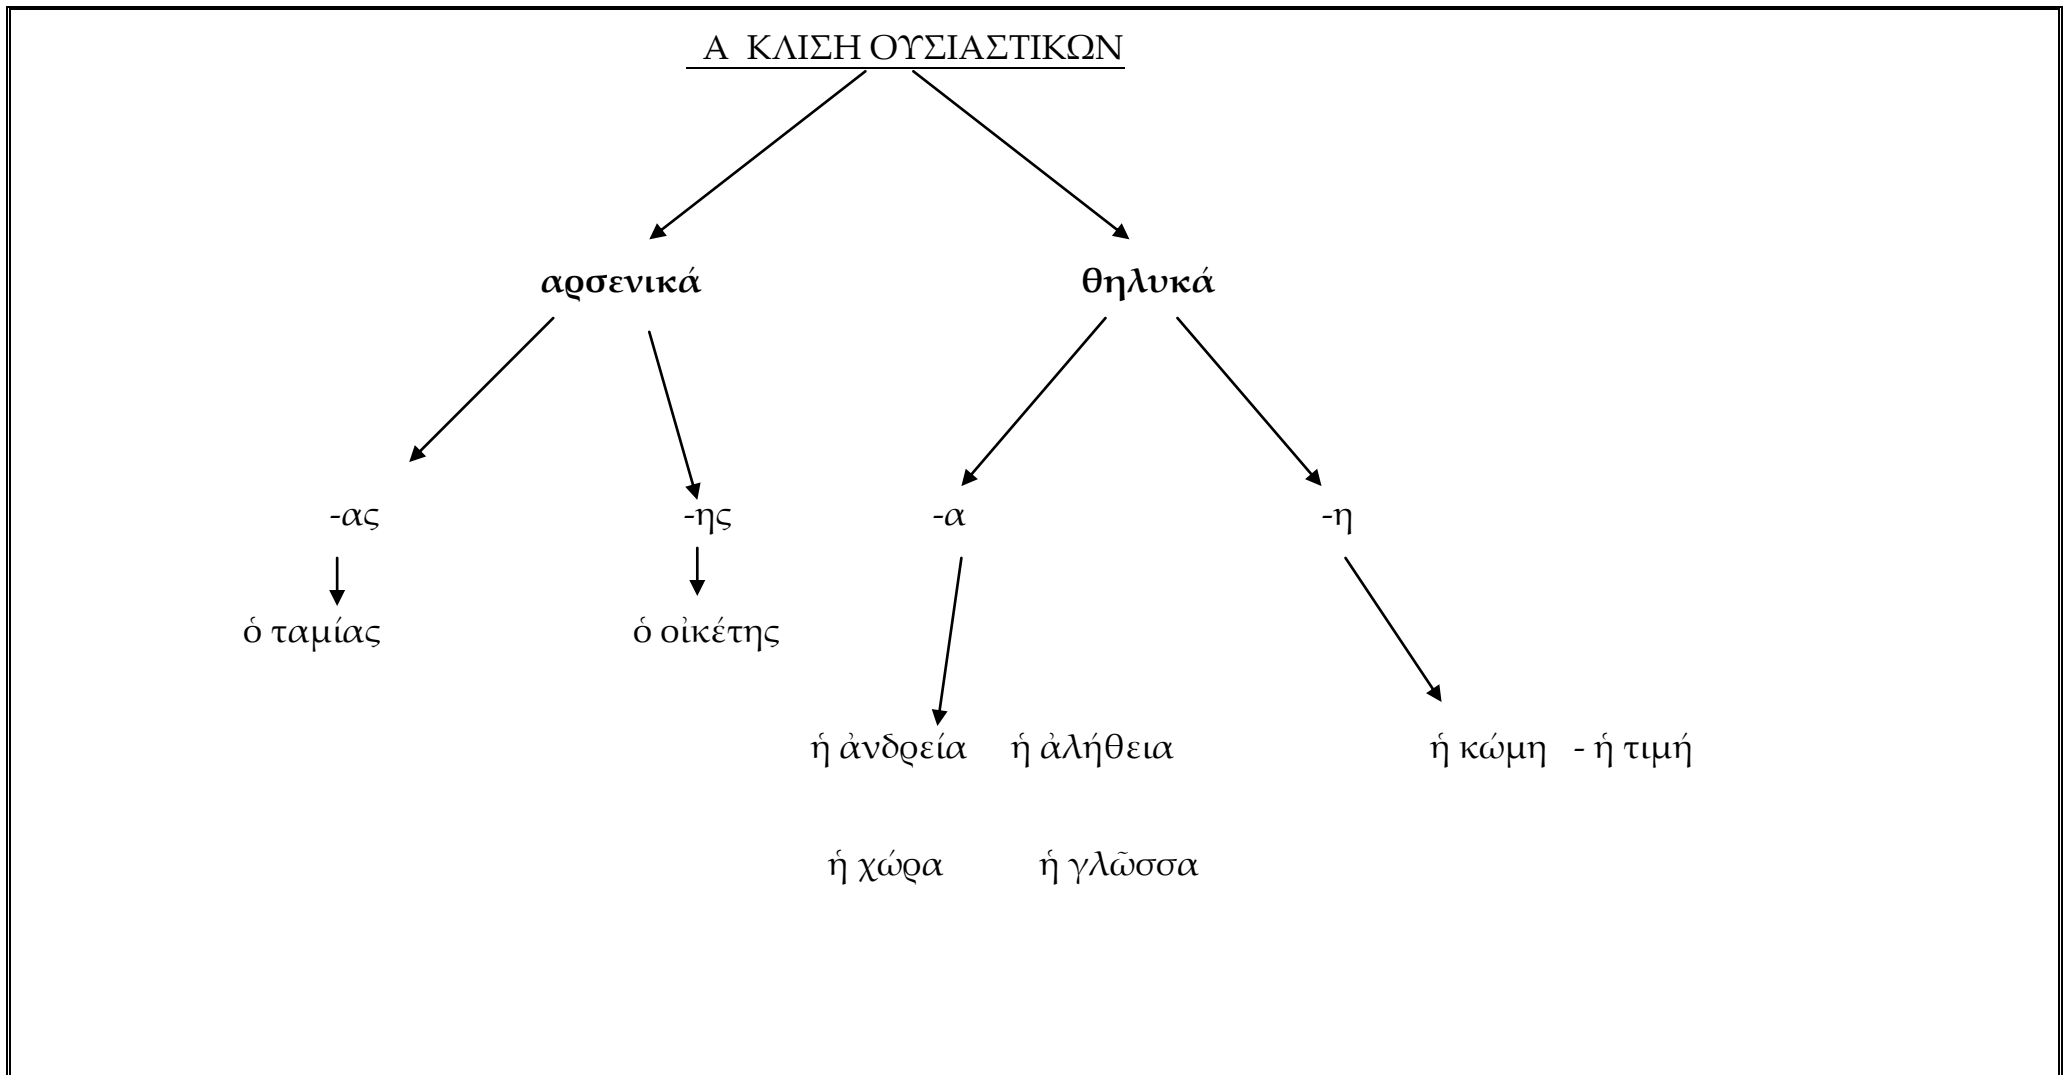 Α  ΚΛΙΣΗ ΟΥΣΙΑΣΤΙΚΩΝ
αρσενικά θηλυκά
-ας -ης -α -η
ὁ ταμίας ὁ οἰκέτης
ἡ ἀνδρεία ἡ ἀλήθεια ἡ κώμη - ἡ τιμή
ἡ χώρα ἡ γλῶσσα